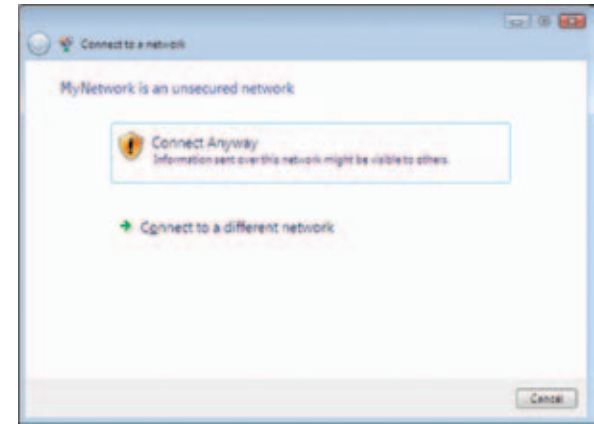 Connect to a network
MyNetwork is an unsecured network
Connect Anyway
Information sent over this network might be visible to others.
Connect to a different network
Cancel